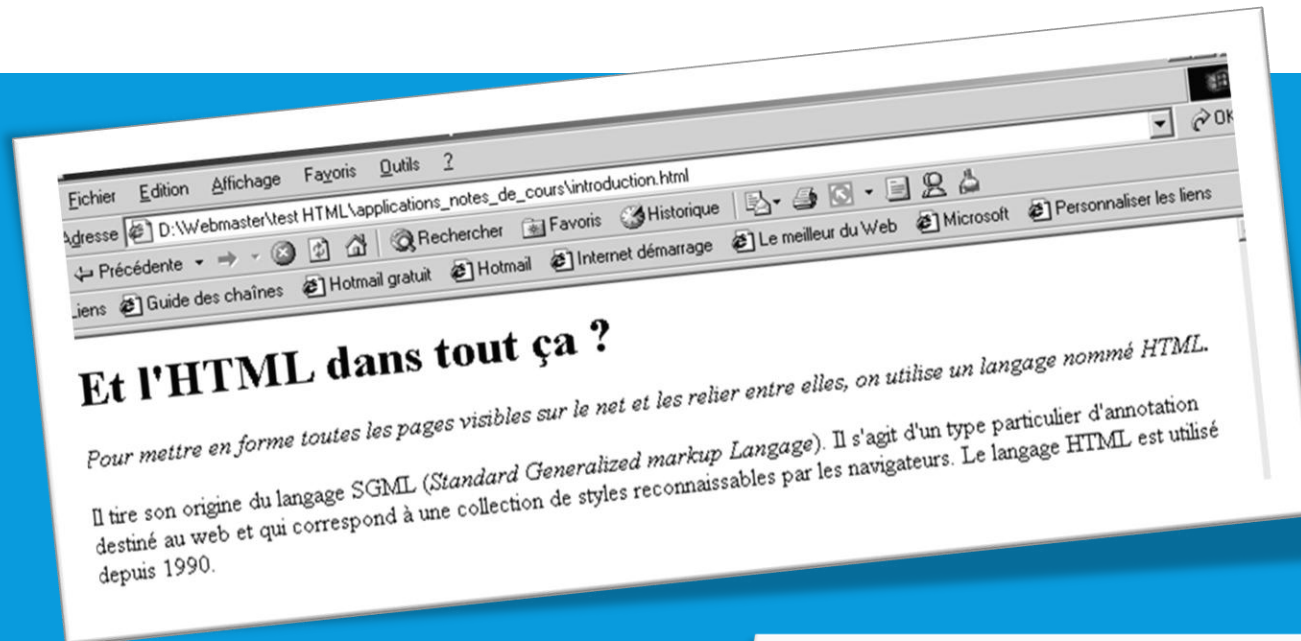 Fichier Edition Affichage Favoris Outils ?
Adresse D:\Webmaster\test HTML\applications_notes_de_cours\introduction.html OK
Précédente Rechercher Favoris Historique
Liens Guide des chaînes Hotmail gratuit Hotmail Internet démarrage Le meilleur du Web Microsoft Personnaliser les liens
Et l'HTML dans tout ça ?
Pour mettre en forme toutes les pages visibles sur le net et les relier entre elles, on utilise un langage nommé HTML.
Il tire son origine du langage SGML (Standard Generalized markup Langage). Il s'agit d'un type particulier d'annotation
destiné au web et qui correspond à une collection de styles reconnaissables par les navigateurs. Le langage HTML est utilisé
depuis 1990.